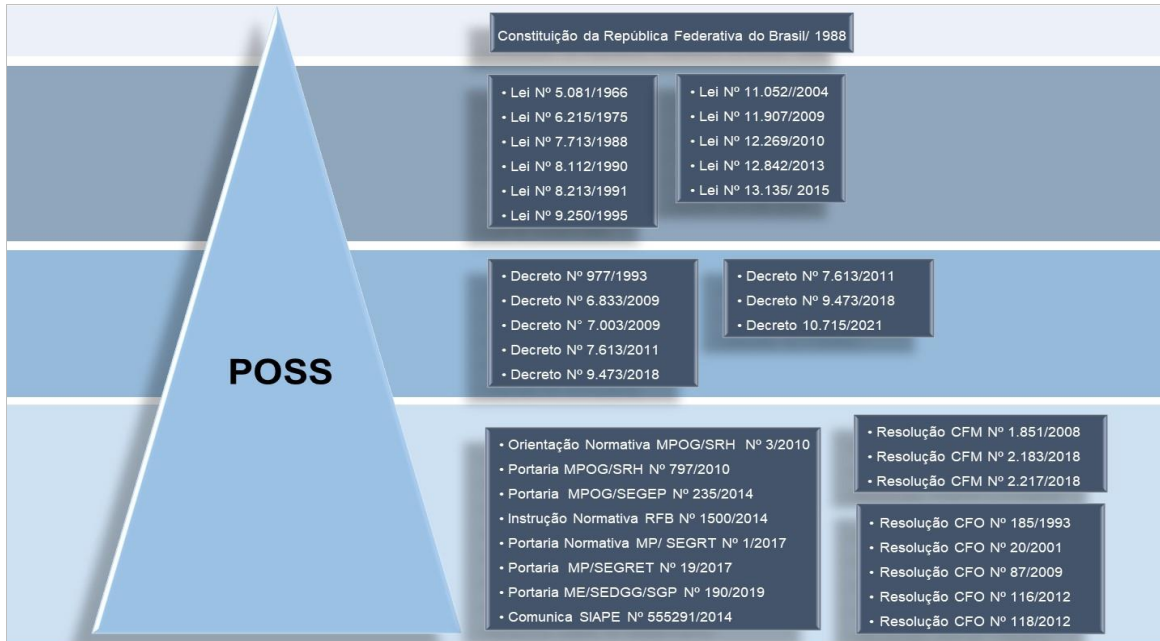 Constituição da República Federativa do Brasil/ 1988
• Lei Nº 5.081/1966
• Lei Nº 6.215/1975
• Lei Nº 7.713/1988
• Lei Nº 8.112/1990
• Lei Nº 8.213/1991
• Lei Nº 9.250/1995
• Lei Nº 11.052//2004
• Lei Nº 11.907/2009
• Lei Nº 12.269/2010
• Lei Nº 12.842/2013
• Lei Nº 13.135/ 2015
• Decreto Nº 977/1993
• Decreto Nº 6.833/2009
• Decreto N° 7.003/2009
• Decreto Nº 7.613/2011
• Decreto Nº 9.473/2018
• Decreto Nº 7.613/2011
• Decreto Nº 9.473/2018
• Decreto 10.715/2021
POSS
• Orientação Normativa MPOG/SRH Nº 3/2010
• Portaria MPOG/SRH Nº 797/2010
• Portaria MPOG/SEGEP Nº 235/2014
• Instrução Normativa RFB Nº 1500/2014
• Portaria Normativa MP/ SEGRT Nº 1/2017
• Portaria MP/SEGRET Nº 19/2017
• Portaria ME/SEDGG/SGP Nº 190/2019
• Comunica SIAPE Nº 555291/2014
• Resolução CFM Nº 1.851/2008
• Resolução CFM Nº 2.183/2018
• Resolução CFM Nº 2.217/2018
• Resolução CFO Nº 185/1993
• Resolução CFO Nº 20/2001
• Resolução CFO Nº 87/2009
• Resolução CFO Nº 116/2012
• Resolução CFO Nº 118/2012